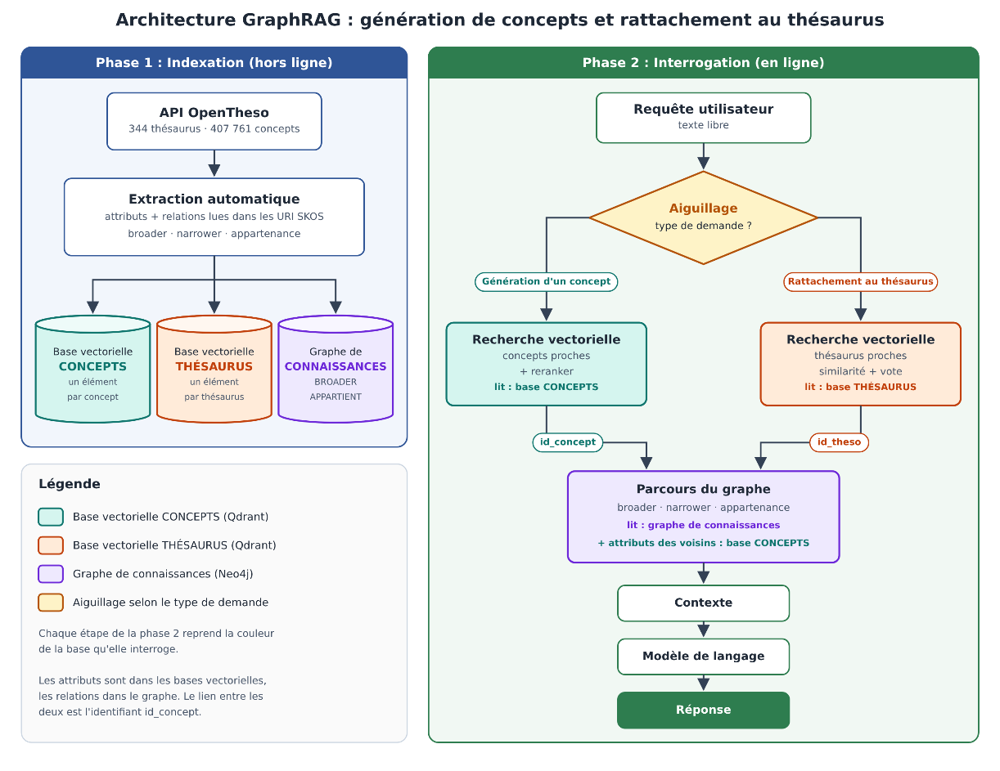 Architecture GraphRAG : génération de concepts et rattachement au thésaurus
Phase 1 : Indexation (hors ligne)
API OpenTheso
344 thésaurus · 407 761 concepts
Extraction automatique
attributs + relations lues dans les URI SKOS
broader · narrower · appartenance
Base vectorielle
CONCEPTS
un élément
par concept
Base vectorielle
THÉSAURUS
un élément
par thésaurus
Graphe de
CONNAISSANCES
BROADER
APPARTIENT
Légende
Base vectorielle CONCEPTS (Qdrant)
Base vectorielle THÉSAURUS (Qdrant)
Graphe de connaissances (Neo4j)
Aiguillage selon le type de demande
Chaque étape de la phase 2 reprend la couleur
de la base qu'elle interroge.
Les attributs sont dans les bases vectorielles,
les relations dans le graphe. Le lien entre les
deux est l'identifiant id_concept.
Phase 2 : Interrogation (en ligne)
Requête utilisateur
texte libre
Aiguillage
type de demande ?
Génération d'un concept
Rattachement au thésaurus
Recherche vectorielle
concepts proches
+ reranker
lit : base CONCEPTS
Recherche vectorielle
thésaurus proches
similarité + vote
lit : base THÉSAURUS
id_concept
id_theso
Parcours du graphe
broader · narrower · appartenance
lit : graphe de connaissances
+ attributs des voisins : base CONCEPTS
Contexte
Modèle de langage
Réponse